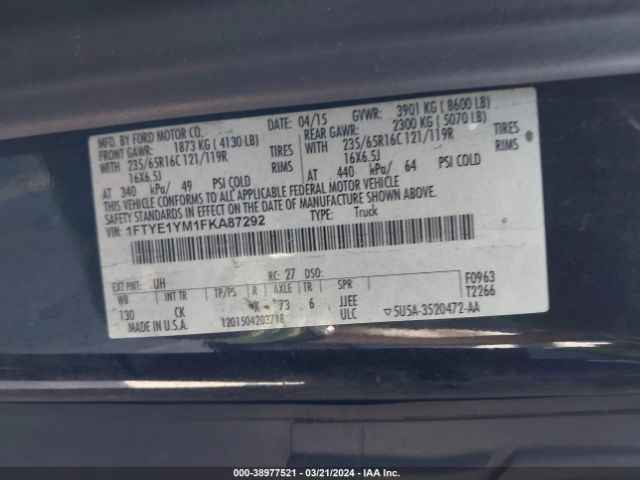 MFD. BY FORD MOTOR CO. DATE: 04/15 GVWR: 3901 KG ( 8600 LB)
FRONT GAWR: 1873 KG ( 4130 LB) REAR GAWR: 2300 KG ( 5070 LB)
WITH 235/65R16C 121/119R TIRES WITH 235/65R16C 121/119R TIRES
16X6.5J RIMS 16X6.5J RIMS
AT 340 kPa/ 49 PSI COLD AT 440 kPa/ 64 PSI COLD
THIS VEHICLE CONFORMS TO ALL APPLICABLE FEDERAL MOTOR VEHICLE
SAFETY STANDARDS IN EFFECT ON THE DATE OF MANUFACTURE SHOWN ABOVE.
VIN: 1FTYE1YM1FKA87292 TYPE: Truck
EXT PNT: UH RC: 27 DSO: F0963
WB INT TR TP/PS R AXLE TR SPR T2266
130 CK 73 6 JJEE
MADE IN U.S.A. 1201504203718 ULC ▽5U5A-3520472-AA
000-38977521 - 03/21/2024 - IAA Inc.